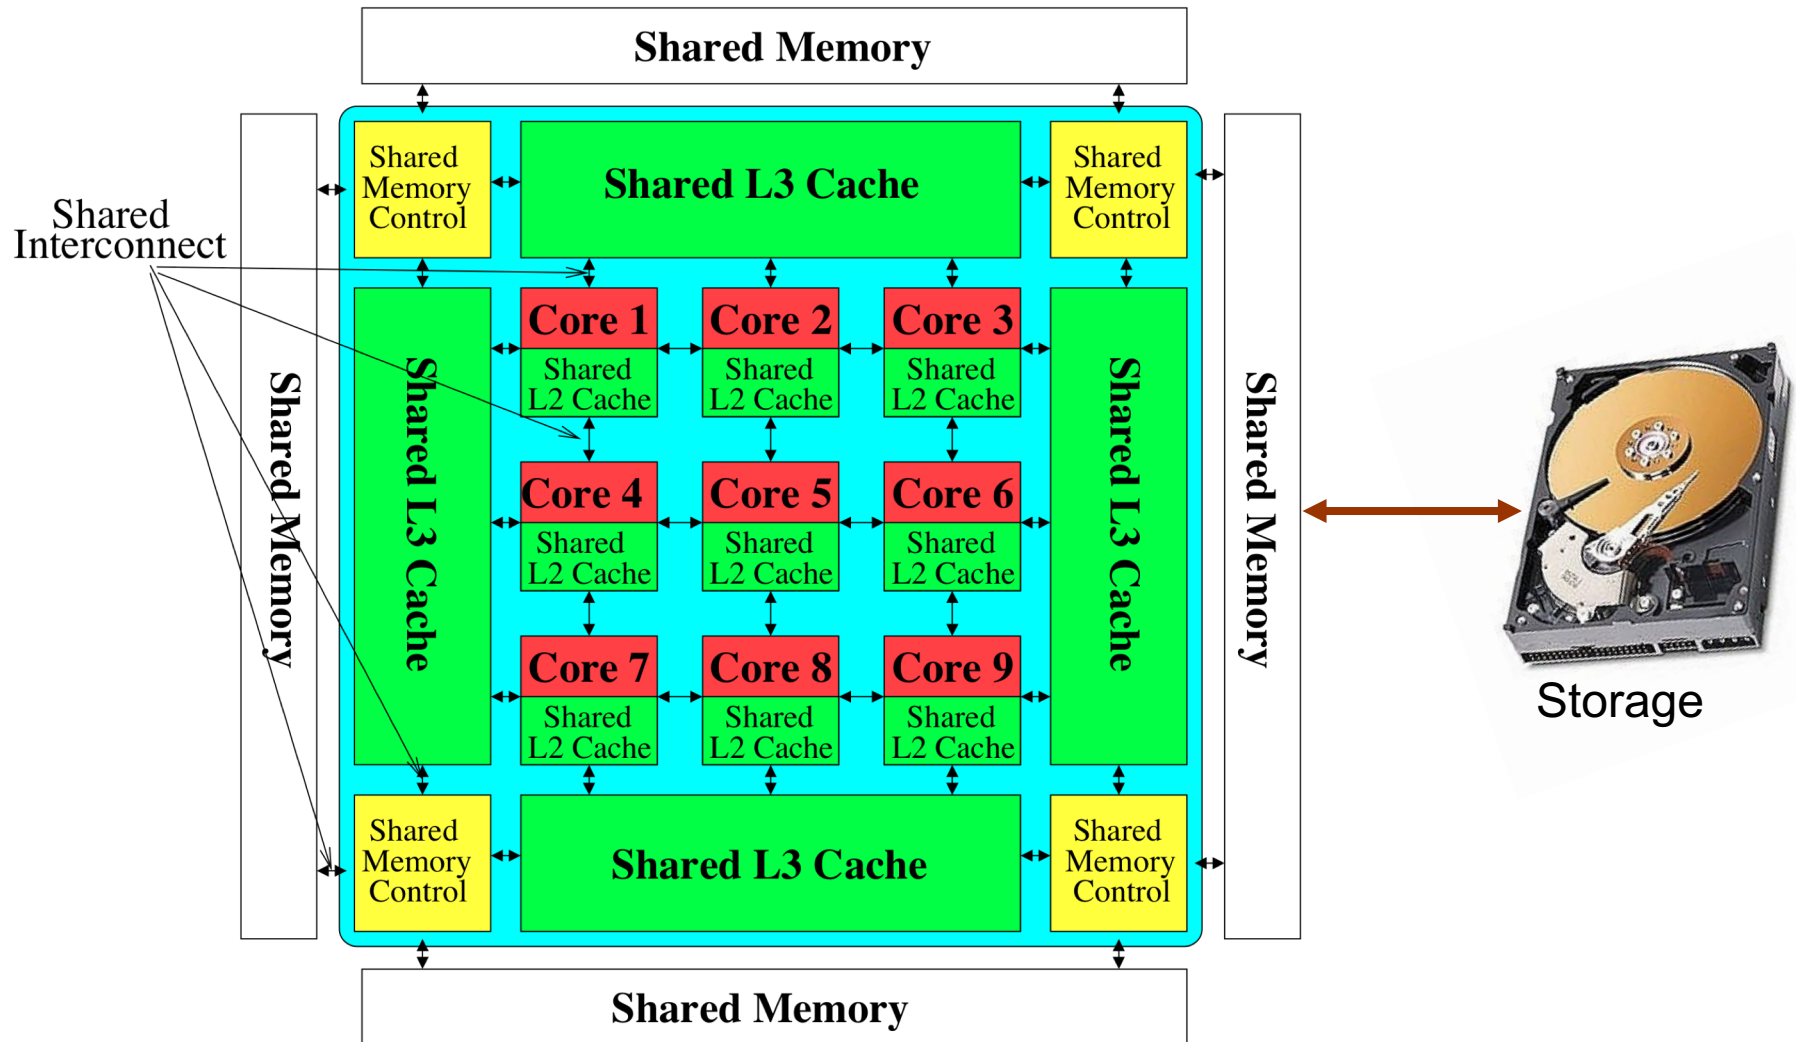 Shared Memory
Shared
Memory
Control
Shared L3 Cache
Shared
Memory
Control
Shared
Interconnect
Shared Memory
Shared L3 Cache
Core 1
Shared
L2 Cache
Core 2
Shared
L2 Cache
Core 3
Shared
L2 Cache
Core 4
Shared
L2 Cache
Core 5
Shared
L2 Cache
Core 6
Shared
L2 Cache
Core 7
Shared
L2 Cache
Core 8
Shared
L2 Cache
Core 9
Shared
L2 Cache
Shared L3 Cache
Shared Memory
Storage
Shared
Memory
Control
Shared L3 Cache
Shared
Memory
Control
Shared Memory